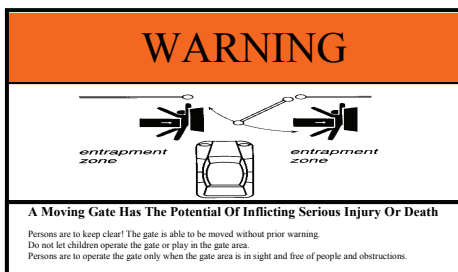 WARNING
entrapment
zone
entrapment
zone
A Moving Gate Has The Potential Of Inflicting Serious Injury Or Death
Persons are to keep clear! The gate is able to be moved without prior warning.
Do not let children operate the gate or play in the gate area.
Persons are to operate the gate only when the gate area is in sight and free of people and obstructions.